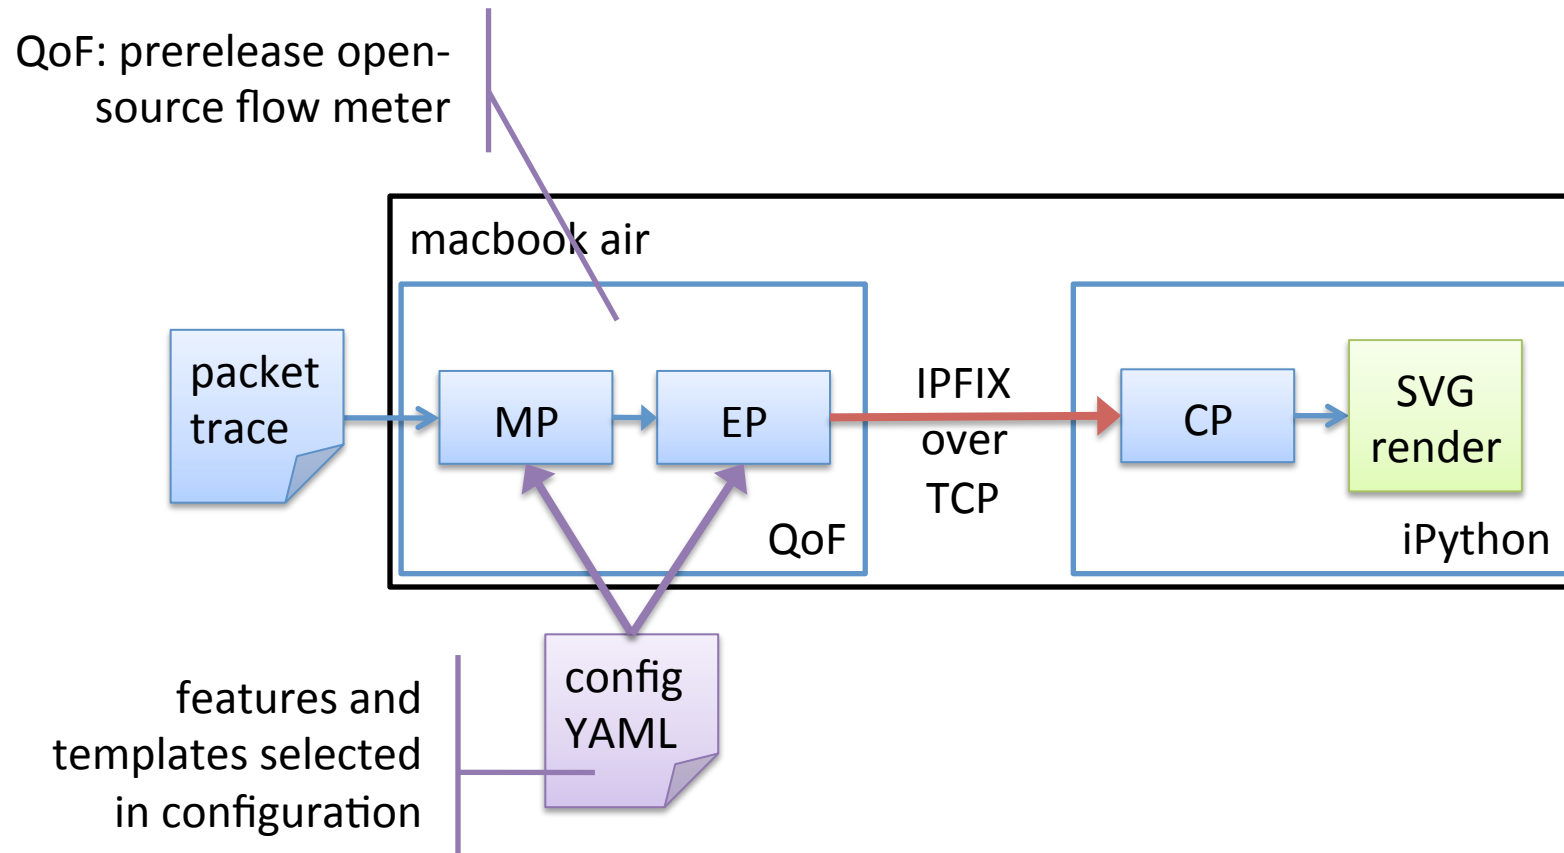 QoF: prerelease open-
source flow meter
macbook air
packet
trace
MP
EP
IPFIX
over
TCP
CP
SVG
render
QoF
iPython
config
YAML
features and
templates selected
in configuration